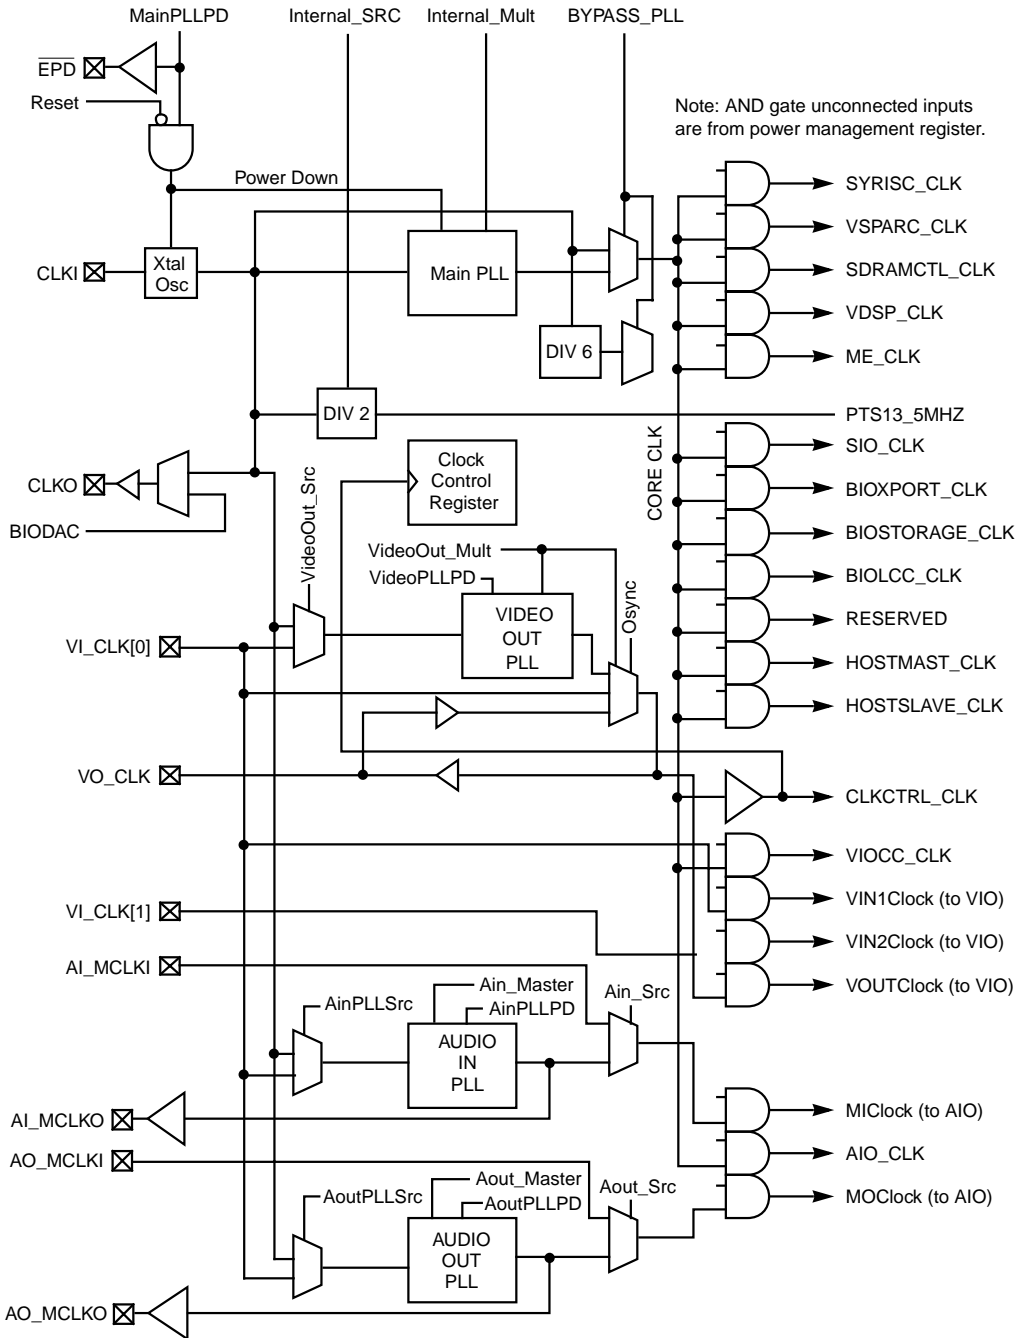 MainPLLPD
Internal_SRC
Internal_Mult
BYPASS_PLL
EPD
Reset
Note: AND gate unconnected inputs
are from power management register.
Power Down
SYRISC_CLK
VSPARC_CLK
CLKI
Xtal
Osc
Main PLL
SDRAMCTL_CLK
VDSP_CLK
DIV 6
ME_CLK
DIV 2
PTS13_5MHZ
CORE CLK
SIO_CLK
Clock
Control
Register
CLKO
BIOXPORT_CLK
BIODAC
VideoOut_Src
BIOSTORAGE_CLK
VideoOut_Mult
VideoPLLPD
Osync
BIOLCC_CLK
VIDEO
OUT
PLL
RESERVED
VI_CLK[0]
HOSTMAST_CLK
HOSTSLAVE_CLK
VO_CLK
CLKCTRL_CLK
VIOCC_CLK
VIN1Clock (to VIO)
VI_CLK[1]
VIN2Clock (to VIO)
AI_MCLKI
VOUTClock (to VIO)
Ain_Master
AinPLLSrc
AinPLLPD
Ain_Src
AUDIO
IN
PLL
AI_MCLKO
MIClock (to AIO)
AO_MCLKI
AIO_CLK
Aout_Master
AoutPLLSrc
AoutPLLPD
Aout_Src
MOClock (to AIO)
AUDIO
OUT
PLL
AO_MCLKO